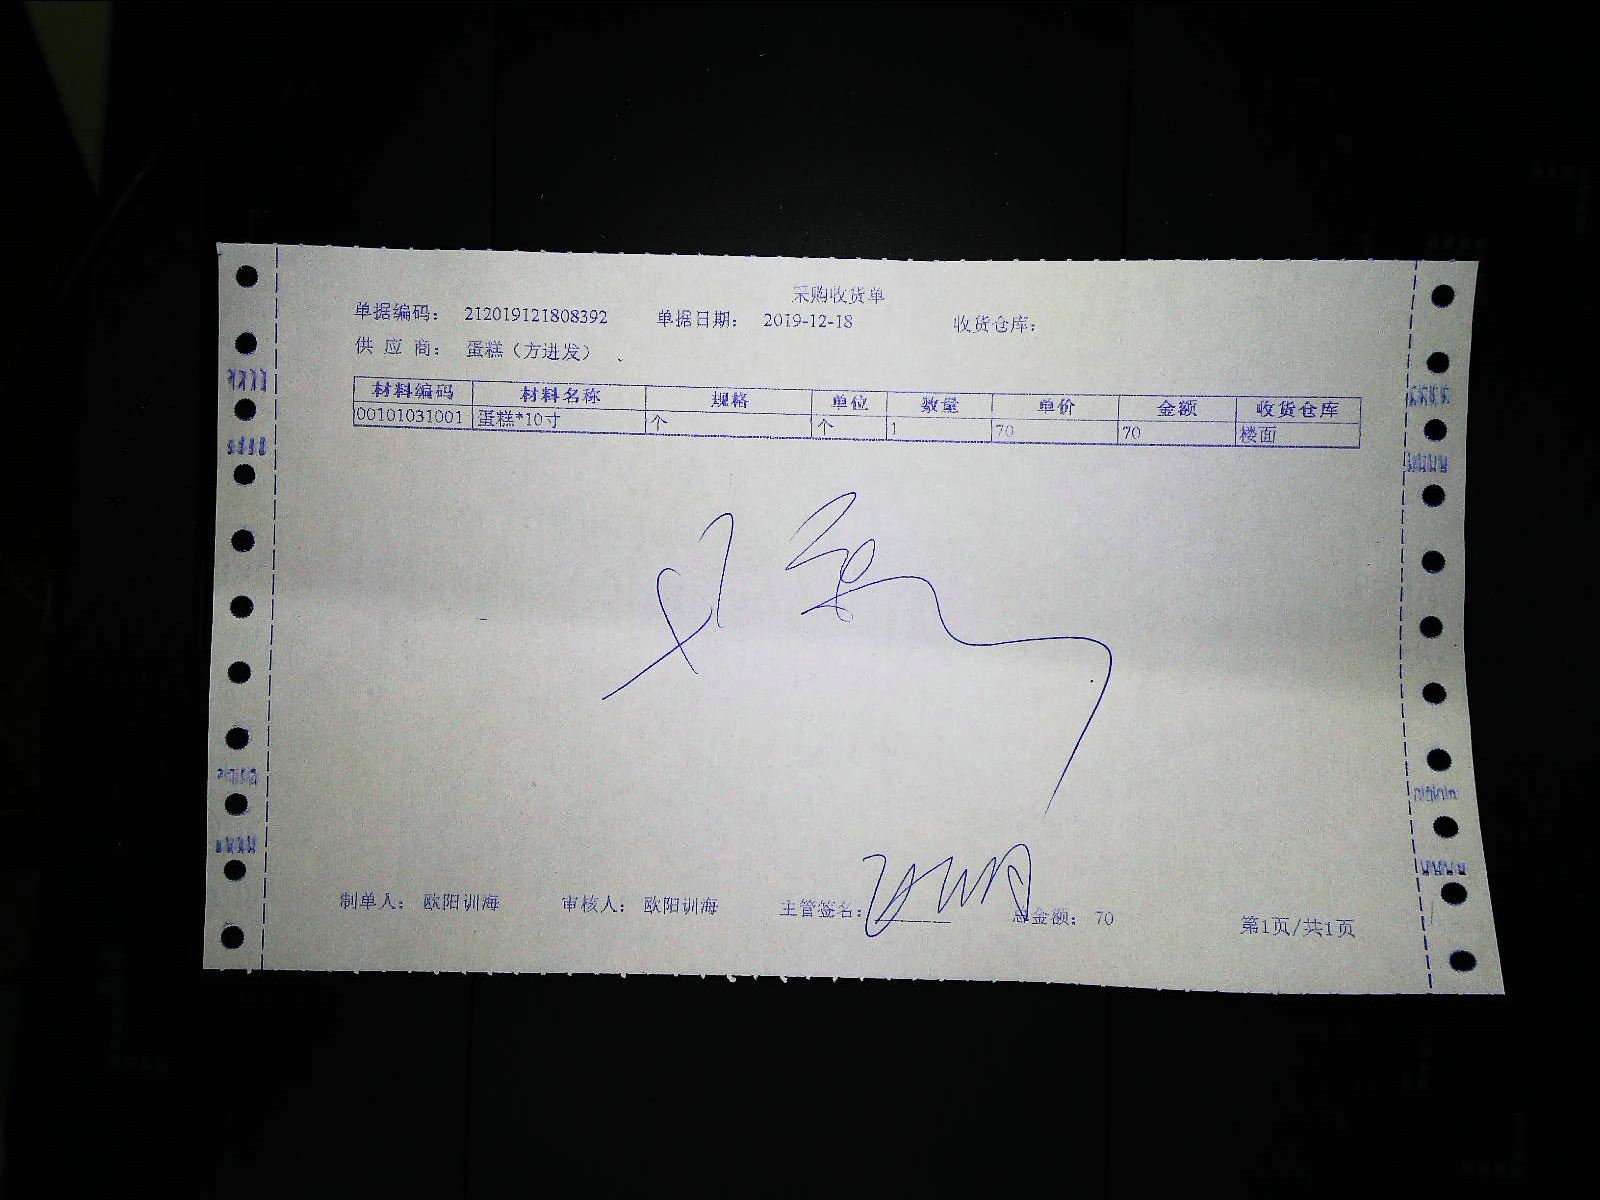 采购收货单
单据编码： 212019121808392 单据日期： 2019-12-18 收货仓库：
供 应 商： 蛋糕（方进发）
材料编码 材料名称 规格 单位 数量 单价 金额 收货仓库
00101031001 蛋糕*10寸 个 个 1 70 70 楼面
制单人： 欧阳训海 审核人： 欧阳训海 主管签名： 总金额： 70 第1页/共1页